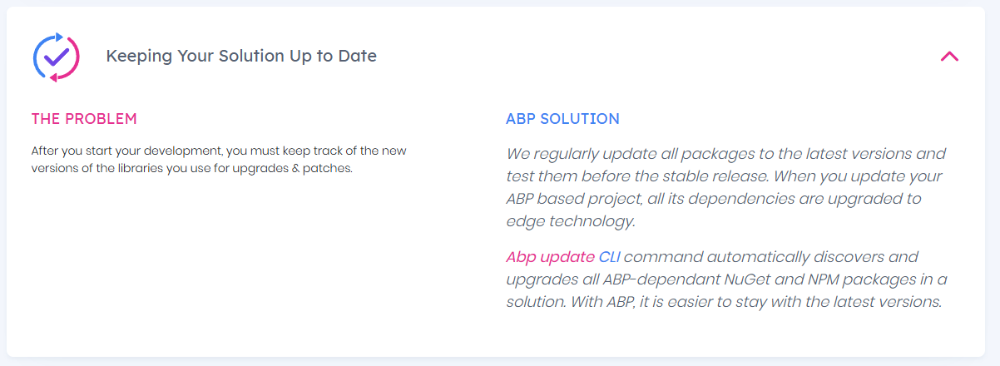 Keeping Your Solution Up to Date
THE PROBLEM
After you start your development, you must keep track of the new
versions of the libraries you use for upgrades & patches.
ABP SOLUTION
We regularly update all packages to the latest versions and
test them before the stable release. When you update your
ABP based project, all its dependencies are upgraded to
edge technology.
Abp update CLI command automatically discovers and
upgrades all ABP-dependant NuGet and NPM packages in a
solution. With ABP, it is easier to stay with the latest versions.